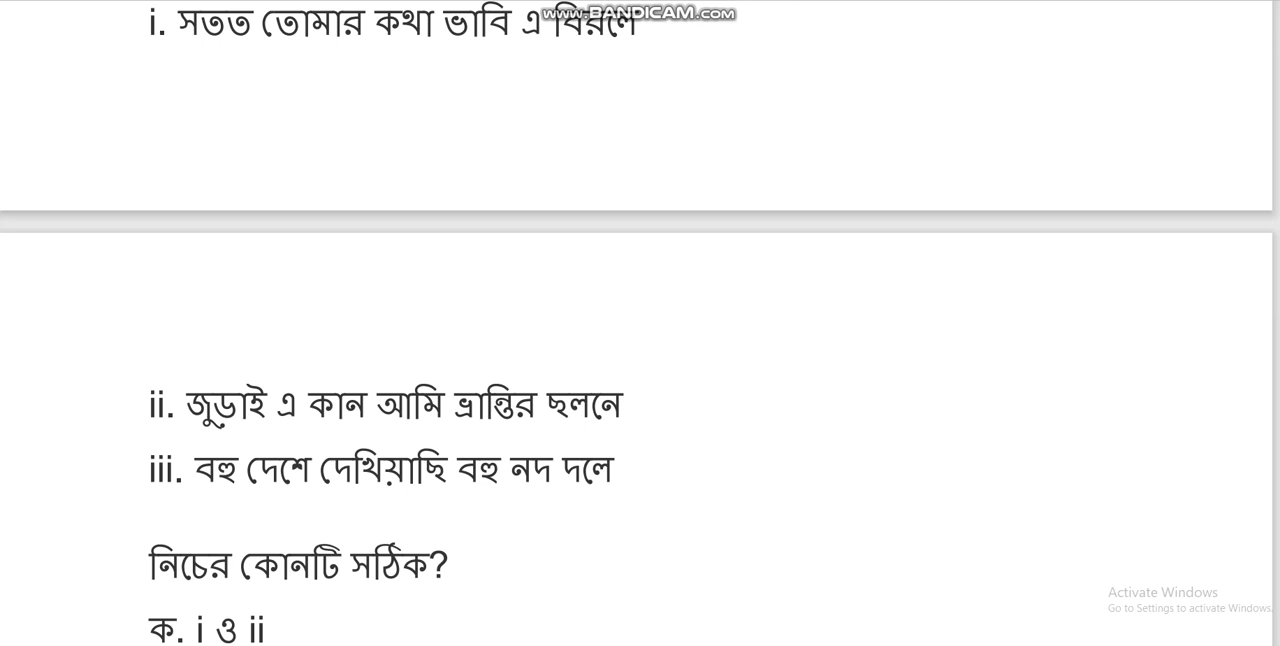 www.BANDICAM.com
i. সতত তোমার কথা ভাবি এ বিরলে
ii. জুড়াই এ কান আমি ভ্রান্তির ছলনে
iii. বহু দেশে দেখিয়াছি বহু নদ দলে
নিচের কোনটি সঠিক?
Activate Windows
Go to Settings to activate Windows.
ক. i ও ii